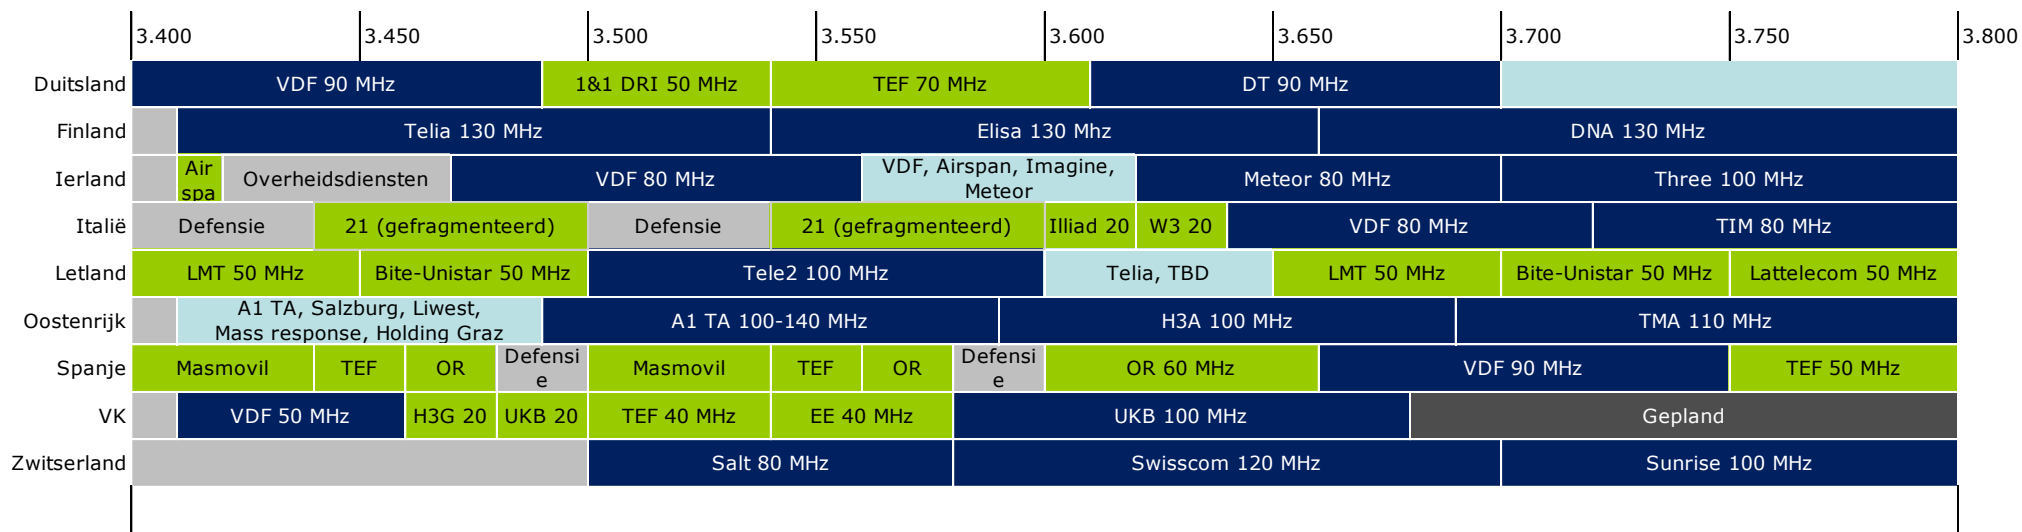 3.400 3.450 3.500 3.550 3.600 3.650 3.700 3.750 3.800
Duitsland VDF 90 MHz 1&1 DRI 50 MHz TEF 70 MHz DT 90 MHz
Finland Telia 130 MHz Elisa 130 Mhz DNA 130 MHz
Ierland Air spa Overheidsdiensten VDF 80 MHz VDF, Airspan, Imagine, Meteor Meteor 80 MHz Three 100 MHz
Italië Defensie 21 (gefragmenteerd) Defensie 21 (gefragmenteerd) Illiad 20 W3 20 VDF 80 MHz TIM 80 MHz
Letland LMT 50 MHz Bite-Unistar 50 MHz Tele2 100 MHz Telia, TBD LMT 50 MHz Bite-Unistar 50 MHz Lattelecom 50 MHz
Oostenrijk A1 TA, Salzburg, Liwest, Mass response, Holding Graz A1 TA 100-140 MHz H3A 100 MHz TMA 110 MHz
Spanje Masmovil TEF OR Defensi e Masmovil TEF OR Defensi e OR 60 MHz VDF 90 MHz TEF 50 MHz
VK VDF 50 MHz H3G 20 UKB 20 TEF 40 MHz EE 40 MHz UKB 100 MHz Gepland
Zwitserland Salt 80 MHz Swisscom 120 MHz Sunrise 100 MHz